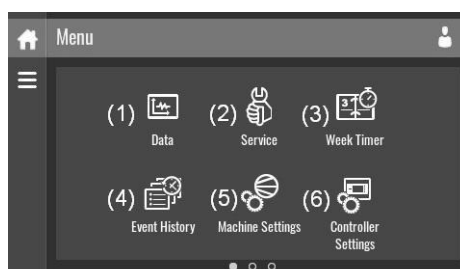 Menu
(1) (2) (3)
Data Service Week Timer
(4) (5) (6)
Event History Machine Settings Controller
Settings